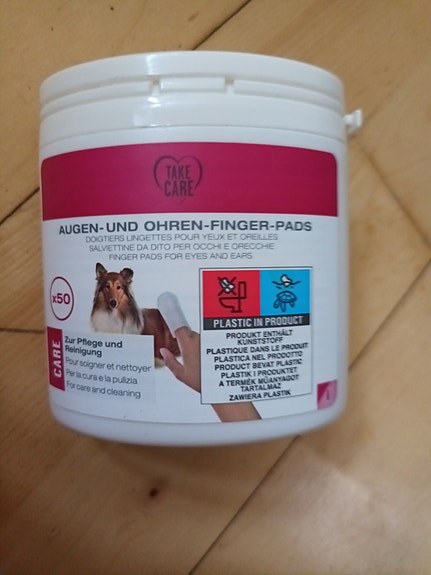 TAKE
CARE
AUGEN-UND OHREN-FINGER-PADS
DOIGTIERS LINGETTES POUR YEUX ET OREILLES
SALVIETTINE DA DITO PER OCCHI E ORECCHIE
FINGER PADS FOR EYES AND EARS
x50
CARE
Zur Pflege und
Reinigung
Pour soigner et nettoyer
Per la cura e la pulizia
For care and cleaning
PLASTIC IN PRODUCT
PRODUKT ENTHÄLT
KUNSTSTOFF
PLASTIQUE DANS LE PRODUIT
PLASTICA NEL PRODOTTO
PRODUCT BEVAT PLASTIC
PLASTIK I PRODUKTET
A TERMÉK MŰANYAGOT
TARTALMAZ
ZAWIERA PLASTIK